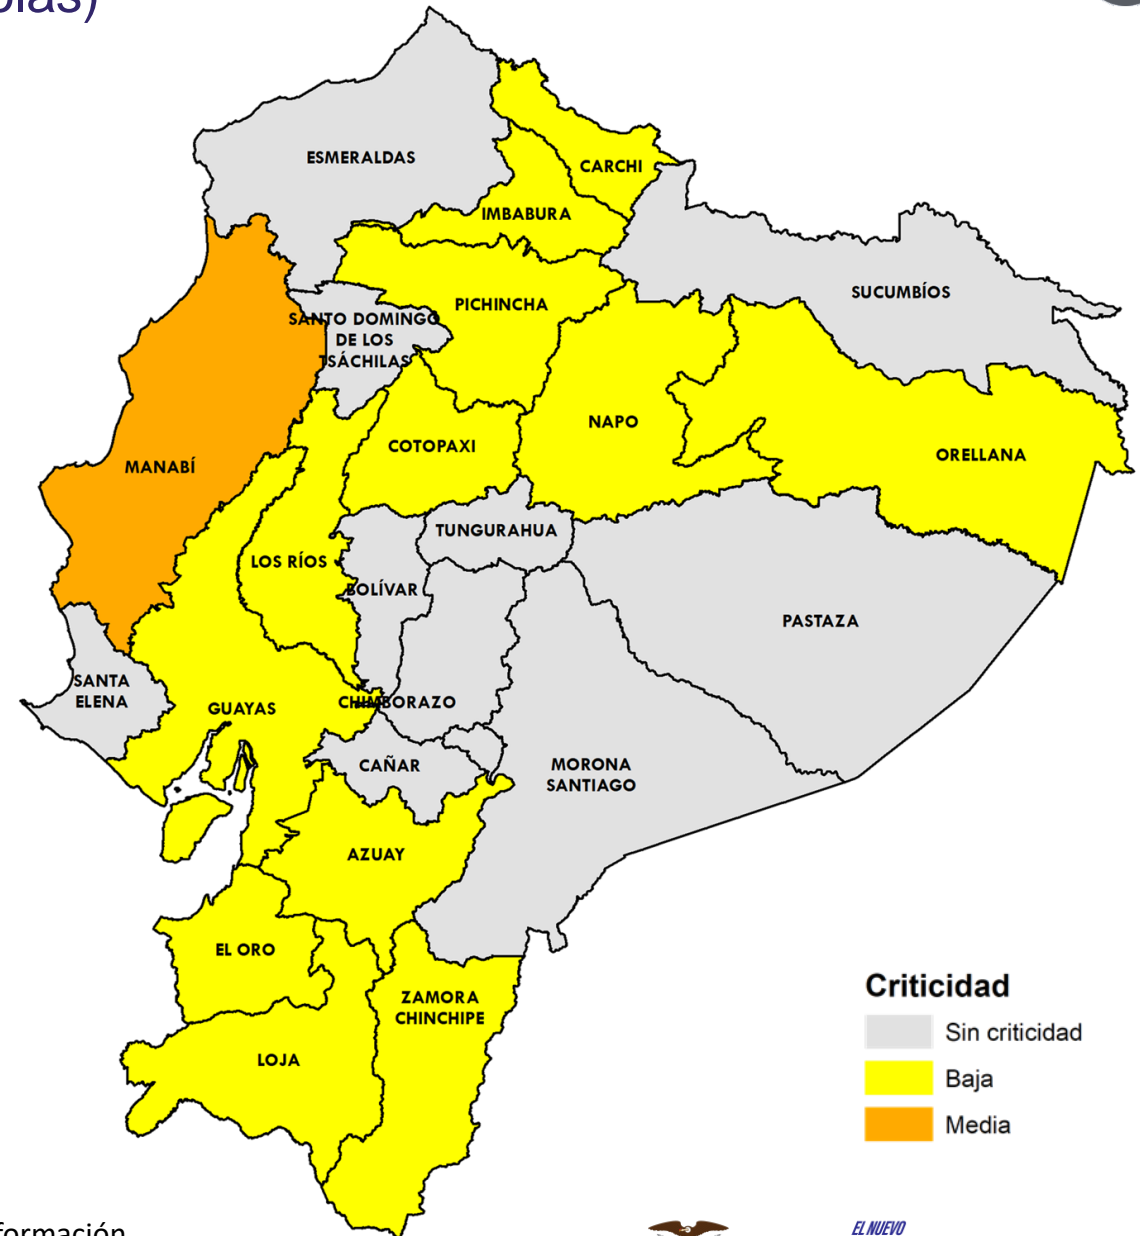 ESMERALDAS
CARCHI
IMBABURA
SUCUMBÍOS
PICHINCHA
SANTO DOMINGO
DE LOS
TSÁCHILAS
NAPO
COTOPAXI
ORELLANA
MANABÍ
TUNGURAHUA
LOS RÍOS
BOLÍVAR
PASTAZA
SANTA
ELENA
GUAYAS
CHIMBORAZO
CAÑAR
MORONA
SANTIAGO
AZUAY
EL ORO
ZAMORA
CHINCHIPE
LOJA
Criticidad
Sin criticidad
Baja
Media
EL NUEVO